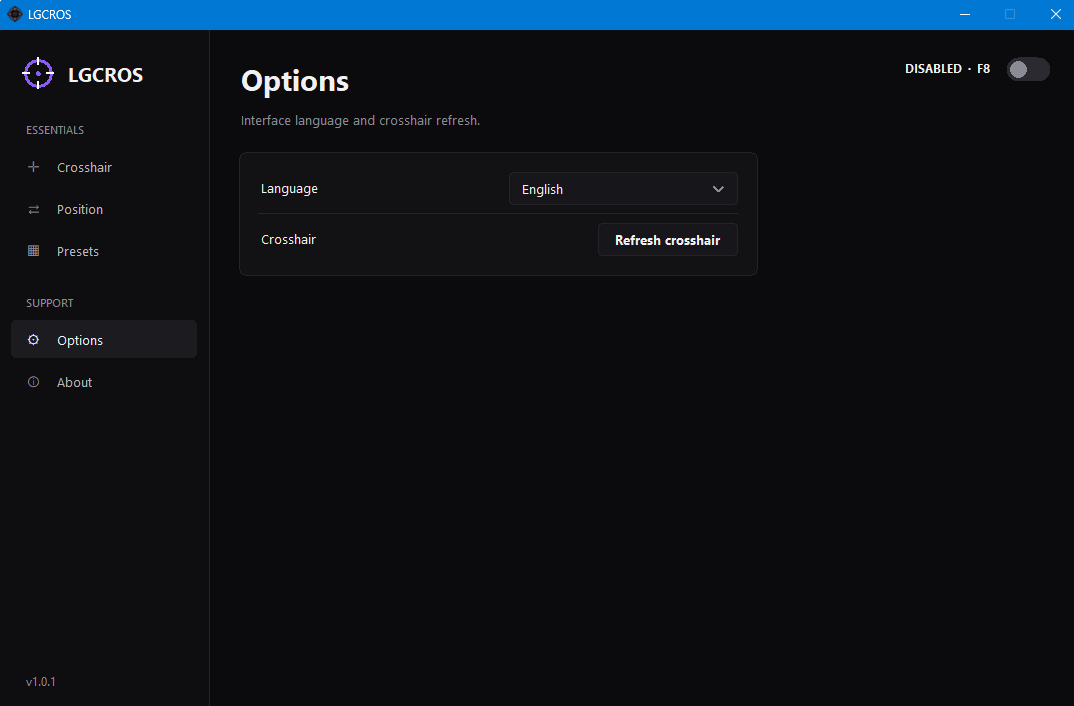 LGCROS
LGCROS
ESSENTIALS
Crosshair
Position
Presets
SUPPORT
Options
About
v1.0.1
Options
DISABLED · F8
Interface language and crosshair refresh.
Language
English
Crosshair
Refresh crosshair